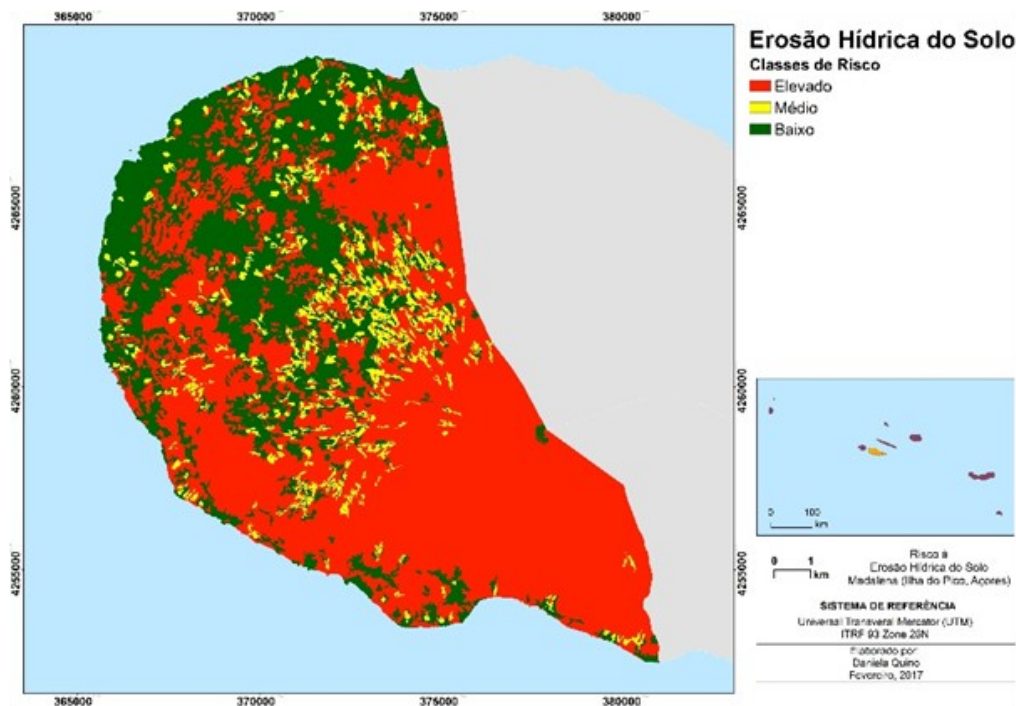 365000 370000 375000 380000
Erosão Hídrica do Solo
Classes de Risco
Elevado
Médio
Baixo
4265000 4265000
4260000 4260000
4255000 4255000
0 100
km
0 1
km
Risco à
Erosão Hídrica do Solo
Madalena (Ilha do Pico, Açores)
SISTEMA DE REFERÊNCIA
Universal Transveral Mercator (UTM)
ITRF 93 Zone 26N
Elaborado por:
Daniela Quino
Fevereiro, 2017
365000 370000 375000 380000